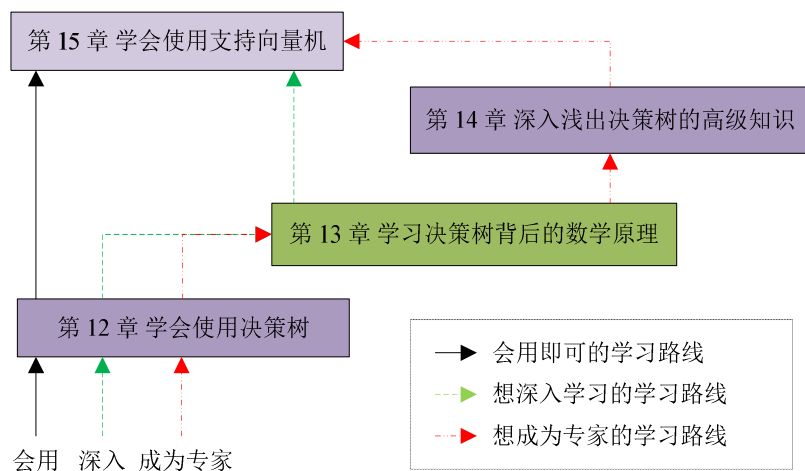 第 15 章 学会使用支持向量机
第 14 章 深入浅出决策树的高级知识
第 13 章 学习决策树背后的数学原理
第 12 章 学会使用决策树
会用即可的学习路线
想深入学习的学习路线
想成为专家的学习路线
会用 深入 成为专家